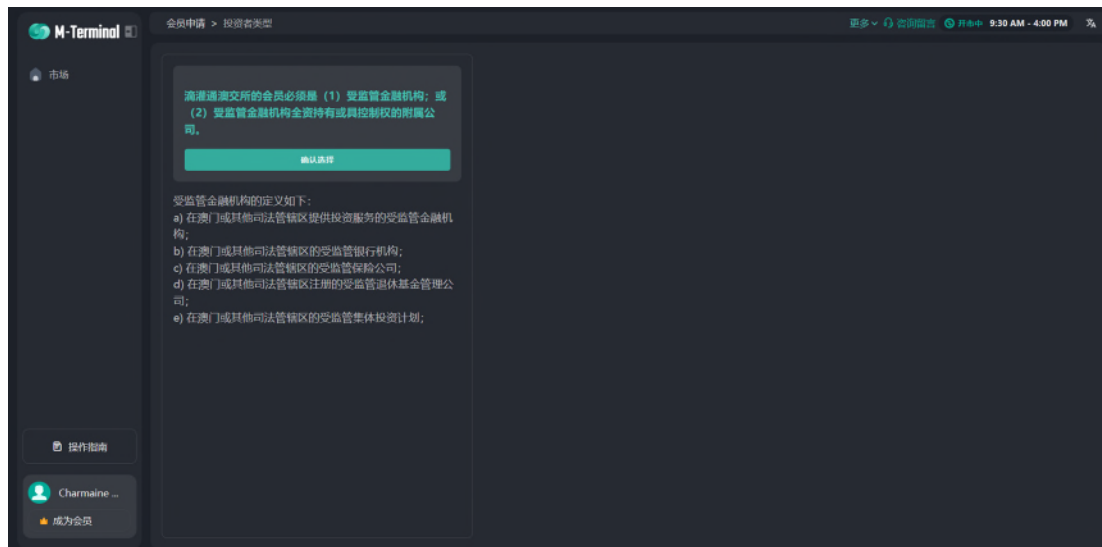 M-Terminal
会员申请 > 投资者类型
更多
咨询留言
开市中 9:30 AM - 4:00 PM
文A
市场
滴灌通澳交所的会员必须是（1）受监管金融机构；或
（2）受监管金融机构全资持有或具控制权的附属公
司。
确认选择
受监管金融机构的定义如下：
a) 在澳门或其他司法管辖区提供投资服务的受监管金融机
构；
b) 在澳门或其他司法管辖区的受监管银行机构；
c) 在澳门或其他司法管辖区的受监管保险公司；
d) 在澳门或其他司法管辖区注册的受监管退休基金管理公
司；
e) 在澳门或其他司法管辖区的受监管集体投资计划；
操作指南
Charmaine ...
成为会员